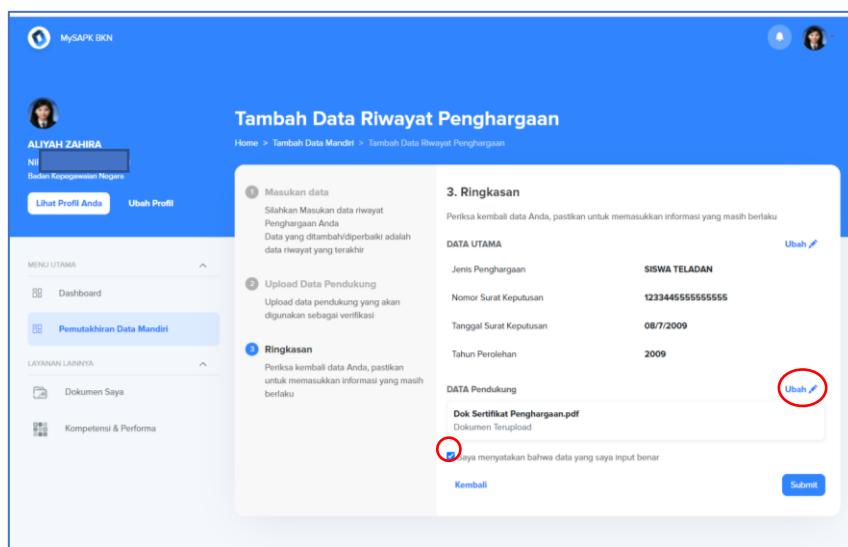 MySAPK BKN
ALIYAH ZAHIRA
NI
Badan Kepegawaian Negara
Lihat Profil Anda
Ubah Profil
MENU UTAMA
Dashboard
Pemutakhiran Data Mandiri
LAYANAN LAINNYA
Dokumen Saya
Kompetensi & Performa
Tambah Data Riwayat Penghargaan
Home > Tambah Data Mandiri > Tambah Data Riwayat Penghargaan
1 Masukan data
Silahkan Masukan data riwayat
Penghargaan Anda
Data yang ditambah/diperbaiki adalah
data riwayat yang terakhir
2 Upload Data Pendukung
Upload data pendukung yang akan
digunakan sebagai verifikasi
3 Ringkasan
Periksa kembali data Anda, pastikan
untuk memasukkan informasi yang masih
berlaku
3. Ringkasan
Periksa kembali data Anda, pastikan untuk memasukkan informasi yang masih berlaku
DATA UTAMA Ubah
Jenis Penghargaan SISWA TELADAN
Nomor Surat Keputusan 1233445555555555
Tanggal Surat Keputusan 08/7/2009
Tahun Perolehan 2009
DATA Pendukung Ubah
Dok Sertifikat Penghargaan.pdf
Dokumen Terupload
Saya menyatakan bahwa data yang saya input benar
Kembali Submit